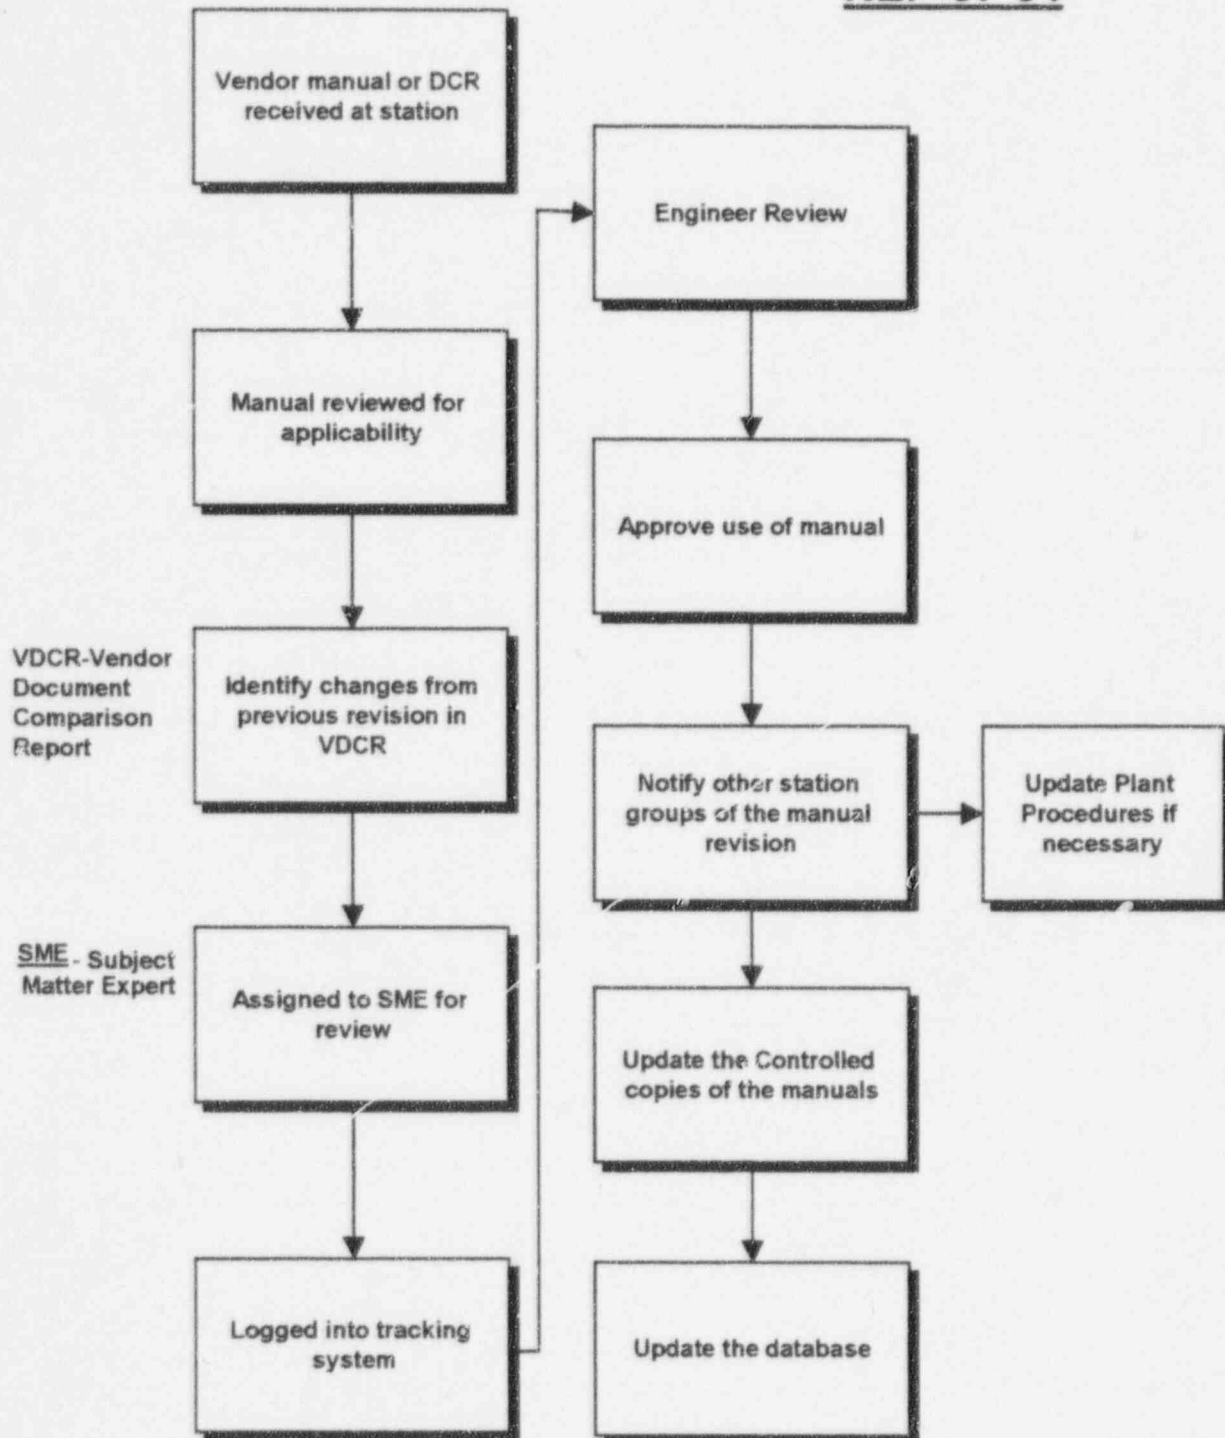 Vendor manual or DCR
received at station
Manual reviewed for
applicability
VDCR-Vendor
Document
Comparison
Report
Identify changes from
previous revision in
VDCR
SME - Subject
Matter Expert
Assigned to SME for
review
Logged into tracking
system
Engineer Review
Approve use of manual
Notify other station
groups of the manual
revision
Update Plant
Procedures if
necessary
Update the Controlled
copies of the manuals
Update the database